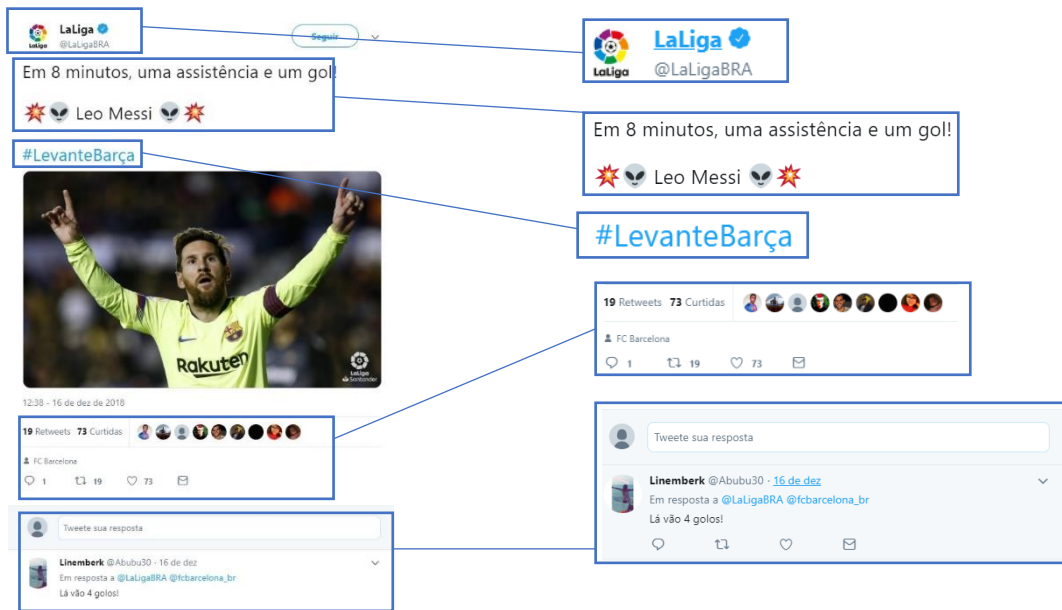 LaLiga
@LaLigaBRA
LaLiga
Seguir
Em 8 minutos, uma assistência e um gol!
💥👽 Leo Messi 👽💥
#LevanteBarça
Rakuten
LaLiga
Santander
12:38 - 16 de dez de 2018
19 Retweets 73 Curtidas
FC Barcelona
1 19 73
Tweete sua resposta
Linemberk @Abubu30 · 16 de dez
Em resposta a @LaLigaBRA @fcbarcelona_br
Lá vão 4 golos!
LaLiga
@LaLigaBRA
LaLiga
Em 8 minutos, uma assistência e um gol!
💥👽 Leo Messi 👽💥
#LevanteBarça
19 Retweets 73 Curtidas
FC Barcelona
1 19 73
Tweete sua resposta
Linemberk @Abubu30 · 16 de dez
Em resposta a @LaLigaBRA @fcbarcelona_br
Lá vão 4 golos!